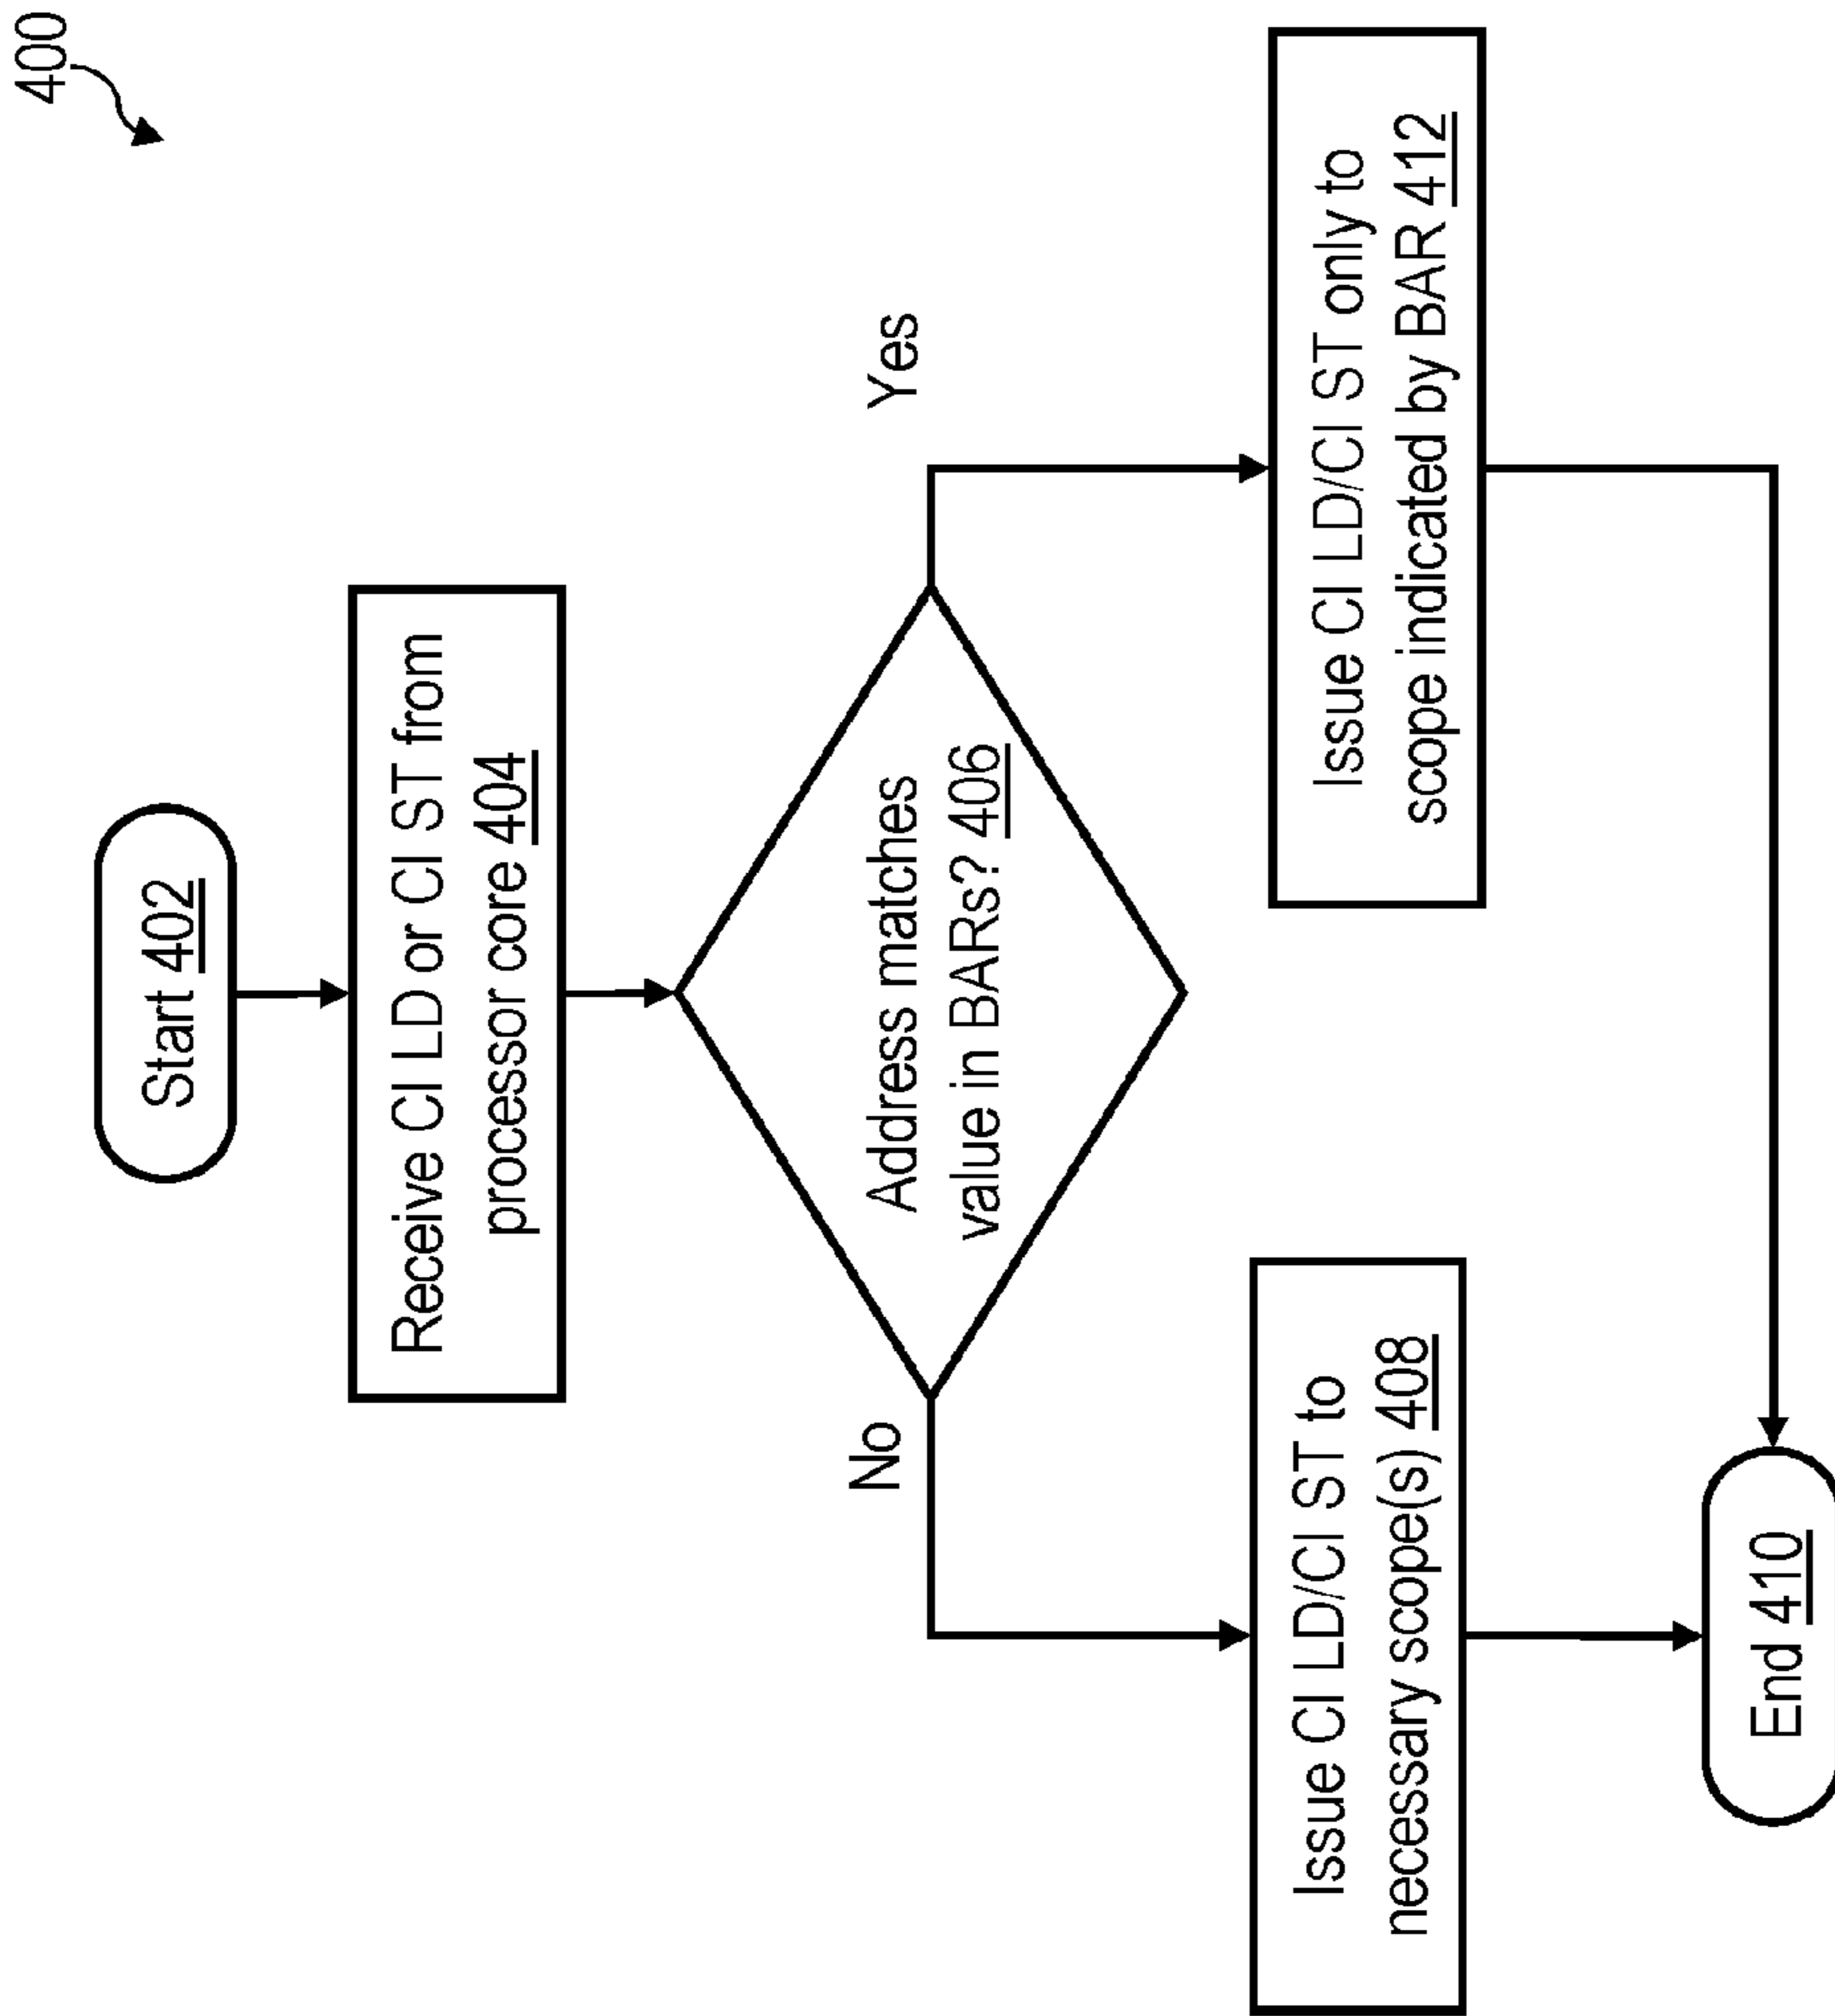 400
Start 402
Receive CI LD or CI ST from
processor core 404
Address matches
value in BARs? 406
No
Yes
Issue CI LD/CI ST to
necessary scope(s) 408
Issue CI LD/CI ST only to
scope indicated by BAR 412
End 410